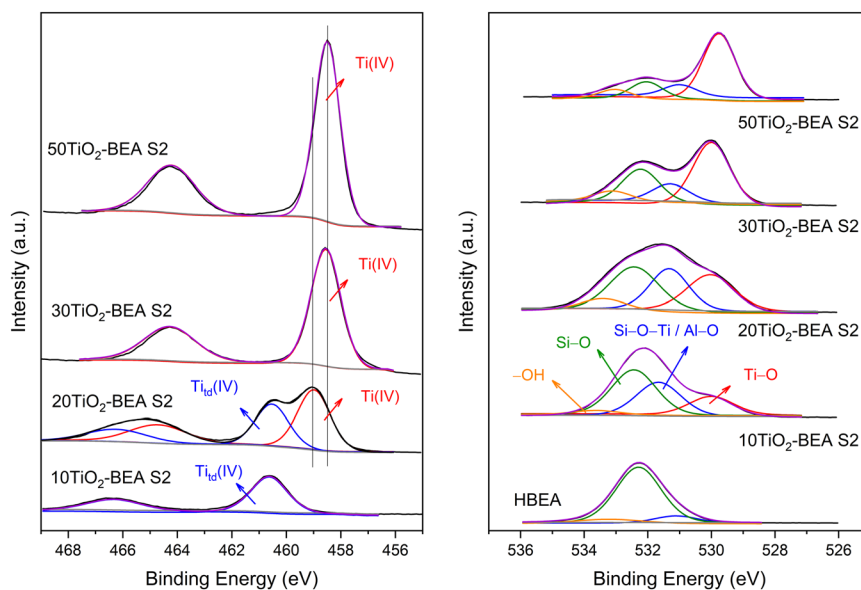 Intensity (a.u.)
50TiO2-BEA S2
Ti(IV)
30TiO2-BEA S2
Ti(IV)
20TiO2-BEA S2
Titd(IV)
Ti(IV)
10TiO2-BEA S2
Titd(IV)
468 466 464 462 460 458 456
Binding Energy (eV)
Intensity (a.u.)
50TiO2-BEA S2
30TiO2-BEA S2
20TiO2-BEA S2
Si–O–Ti / Al–O
Si–O
–OH
Ti–O
10TiO2-BEA S2
HBEA
536 534 532 530 528 526
Binding Energy (eV)